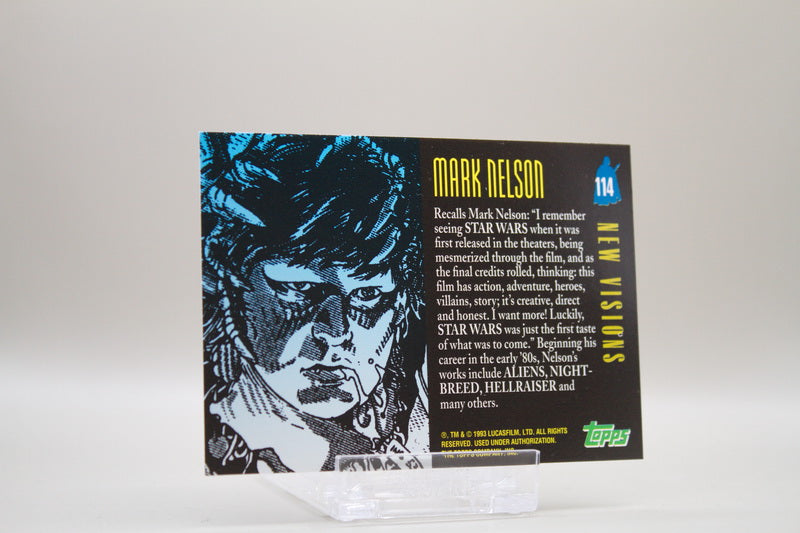 MARK NELSON
114
NEW VISIONS
Recalls Mark Nelson: “I remember
seeing STAR WARS when it was
first released in the theaters, being
mesmerized through the film, and as
the final credits rolled, thinking: this
film has action, adventure, heroes,
villains, story; it’s creative, direct
and honest. I want more! Luckily,
STAR WARS was just the first taste
of what was to come.” Beginning his
career in the early ’80s, Nelson’s
works include ALIENS, NIGHT-
BREED, HELLRAISER and
many others.
®, TM & © 1993 LUCASFILM, LTD. ALL RIGHTS
RESERVED. USED UNDER AUTHORIZATION.
THE TOPPS COMPANY, INC.
topps